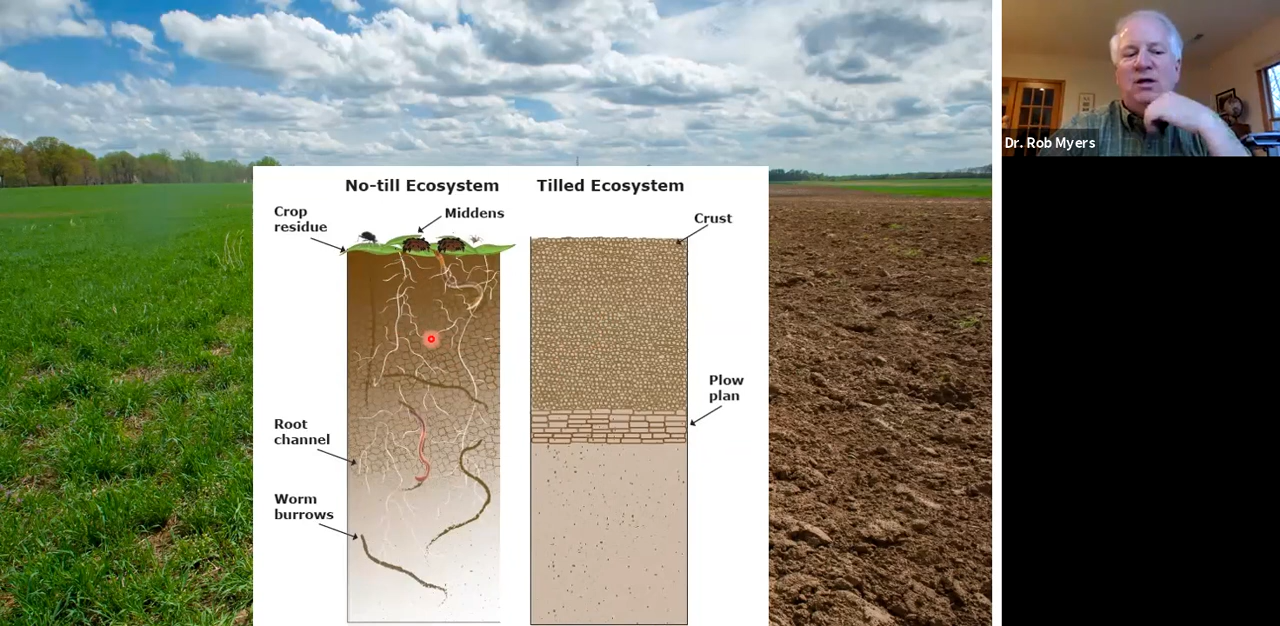 No-till Ecosystem
Tilled Ecosystem
Crop
residue
Middens
Crust
Plow
plan
Root
channel
Worm
burrows
Dr. Rob Myers